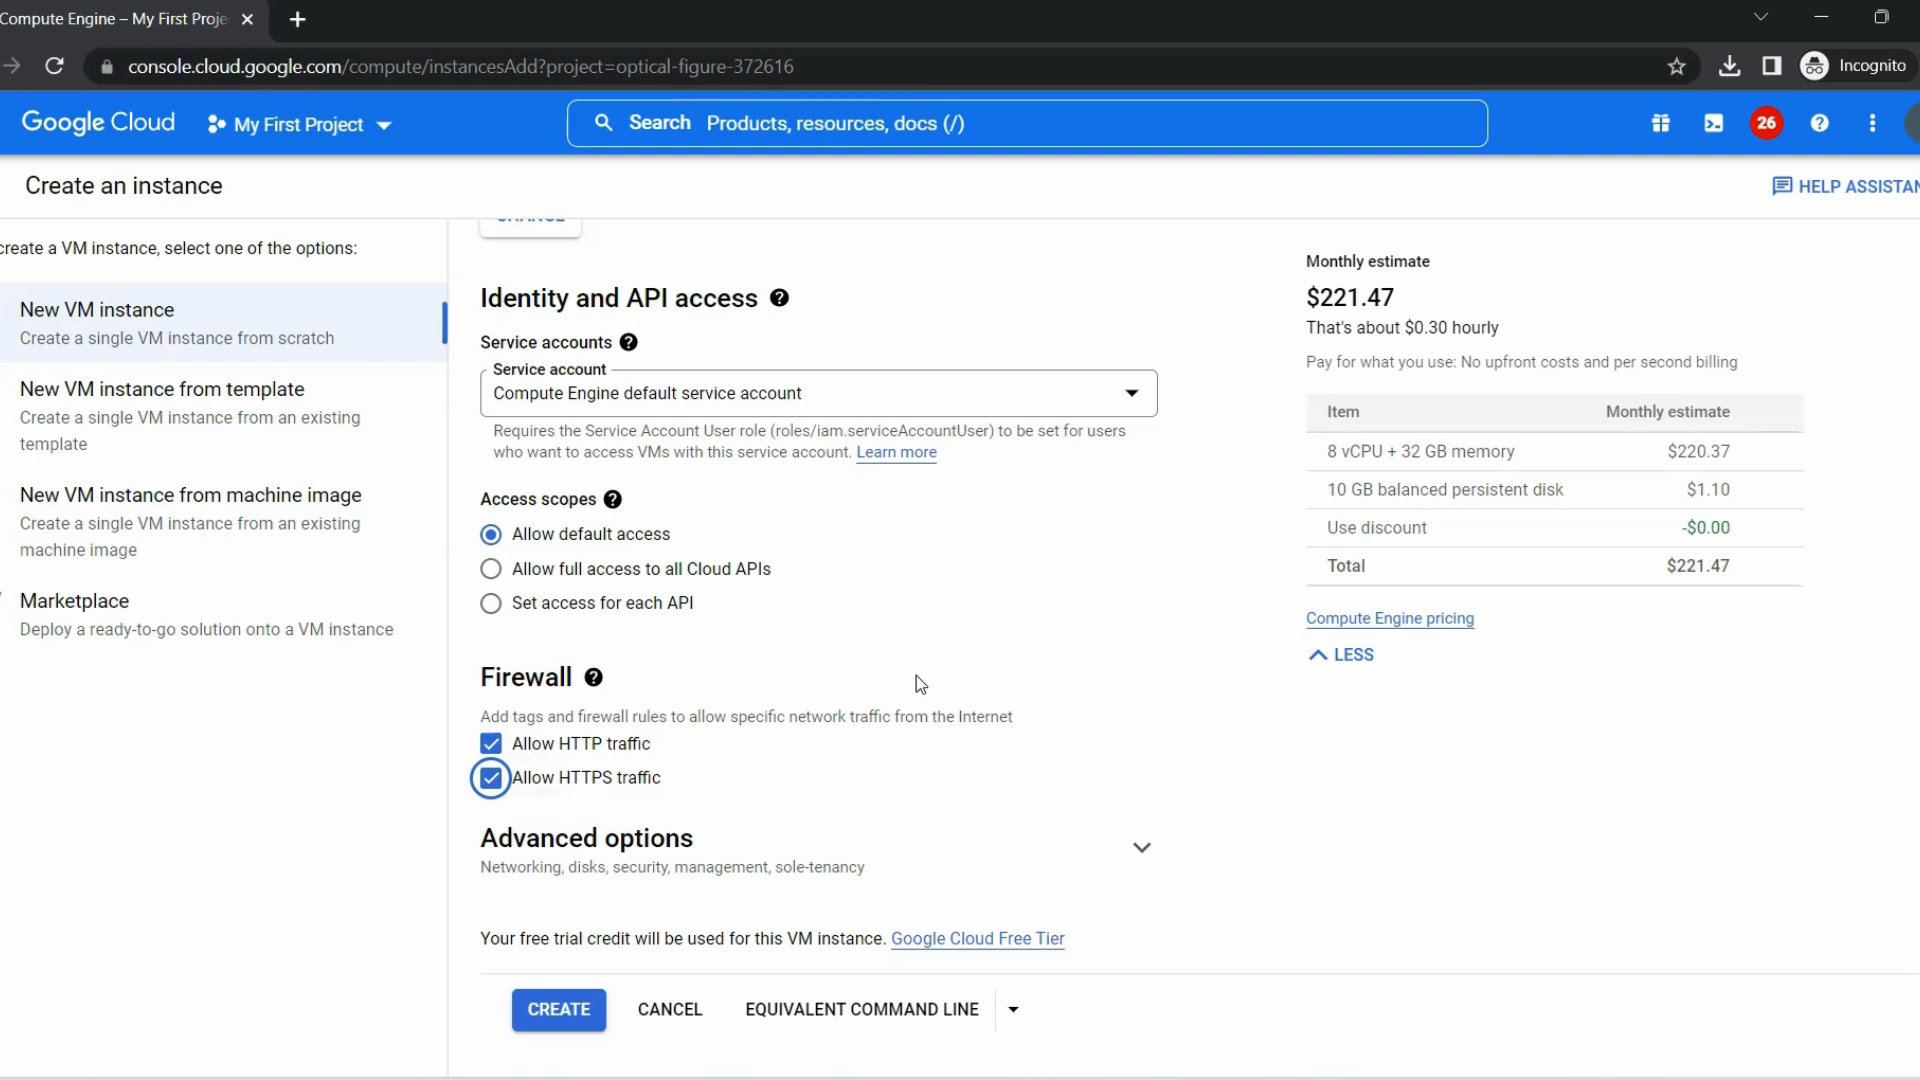 Compute Engine – My First Proje
console.cloud.google.com/compute/instancesAdd?project=optical-figure-372616
Incognito
Google Cloud
My First Project
Search Products, resources, docs (/)
26
Create an instance
HELP ASSISTAN
create a VM instance, select one of the options:
New VM instance
Create a single VM instance from scratch
New VM instance from template
Create a single VM instance from an existing
template
New VM instance from machine image
Create a single VM instance from an existing
machine image
Marketplace
Deploy a ready-to-go solution onto a VM instance
CHANGE
Identity and API access
Service accounts
Service account
Compute Engine default service account
Requires the Service Account User role (roles/iam.serviceAccountUser) to be set for users
who want to access VMs with this service account. Learn more
Access scopes
Allow default access
Allow full access to all Cloud APIs
Set access for each API
Firewall
Add tags and firewall rules to allow specific network traffic from the Internet
Allow HTTP traffic
Allow HTTPS traffic
Advanced options
Networking, disks, security, management, sole-tenancy
Your free trial credit will be used for this VM instance. Google Cloud Free Tier
CREATE
CANCEL
EQUIVALENT COMMAND LINE
Monthly estimate
$221.47
That's about $0.30 hourly
Pay for what you use: No upfront costs and per second billing
Item Monthly estimate
8 vCPU + 32 GB memory $220.37
10 GB balanced persistent disk $1.10
Use discount -$0.00
Total $221.47
Compute Engine pricing
LESS